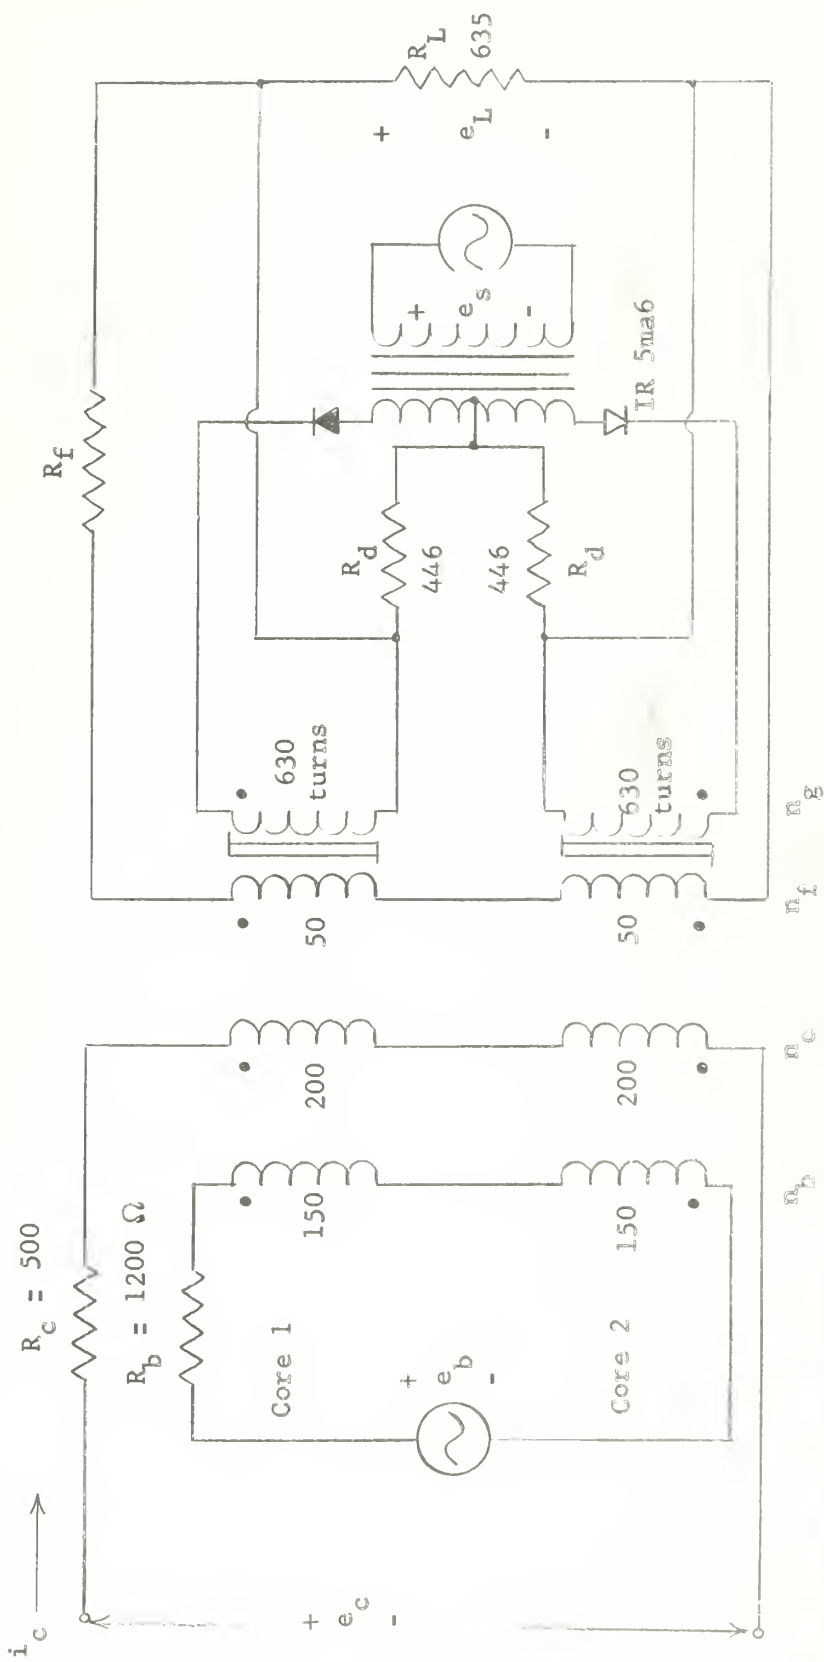 i_c
R_c = 500
R_b = 1200 Ω
+ e_c -
Core 1
+ e_b -
Core 2
150
150
n_b
200
200
n_c
50
50
n_f
630
turns
630
turns
n_g
R_f
R_d
446
446
R_d
+ e_s -
IR 5ma6
+ e_L -
R_L
635